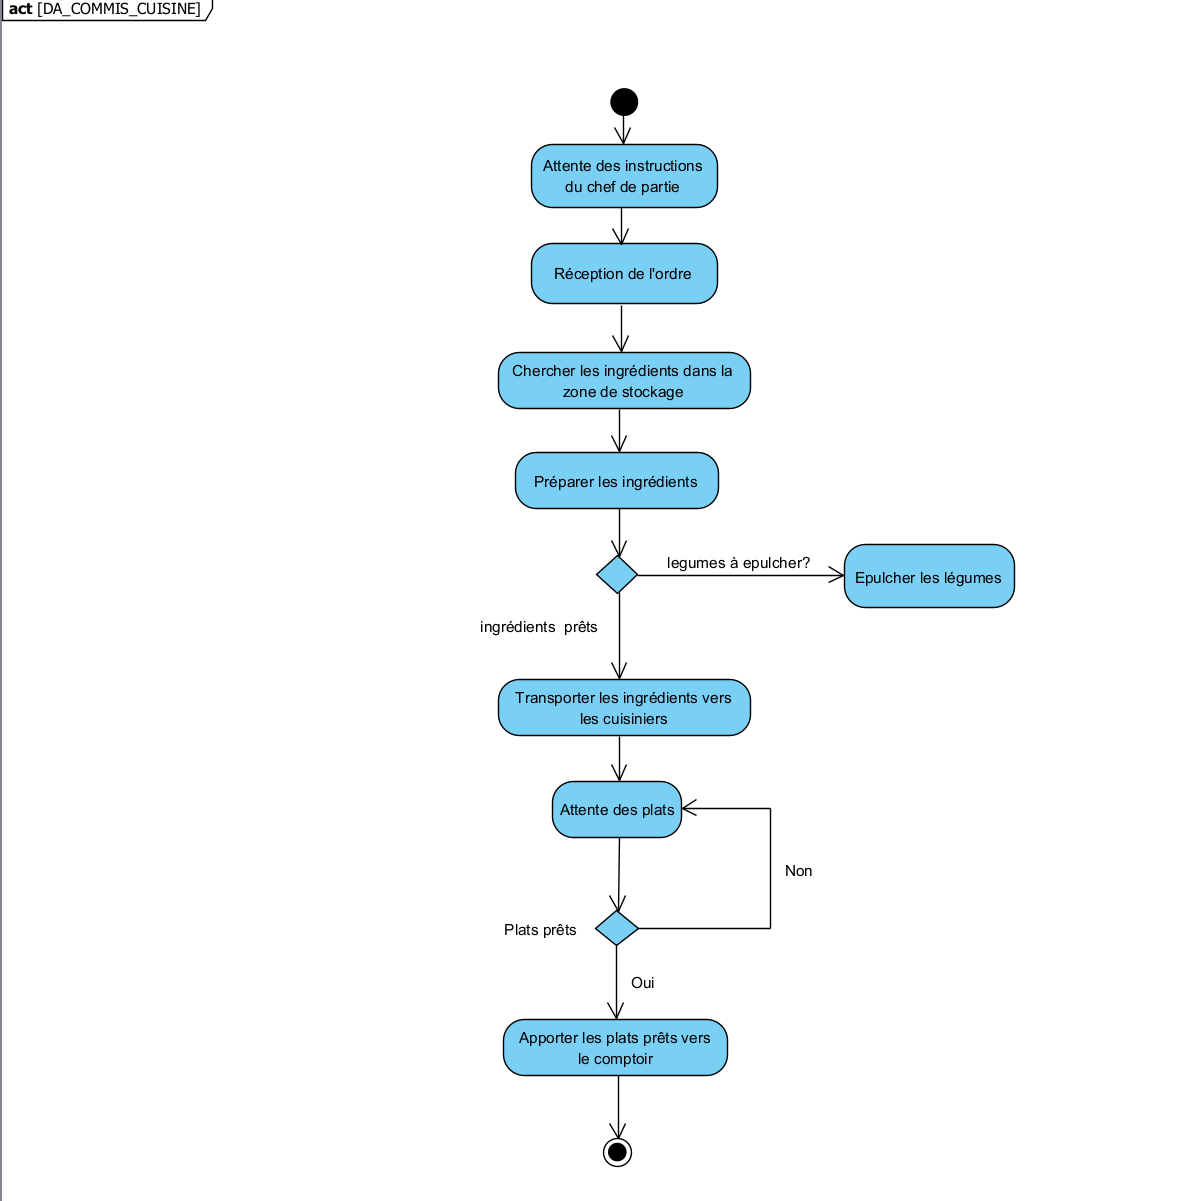 act [DA_COMMIS_CUISINE]
Attente des instructions
du chef de partie
Réception de l'ordre
Chercher les ingrédients dans la
zone de stockage
Préparer les ingrédients
legumes à epulcher?
Epulcher les légumes
ingrédients  prêts
Transporter les ingrédients vers
les cuisiniers
Attente des plats
Non
Plats prêts
Oui
Apporter les plats prêts vers
le comptoir